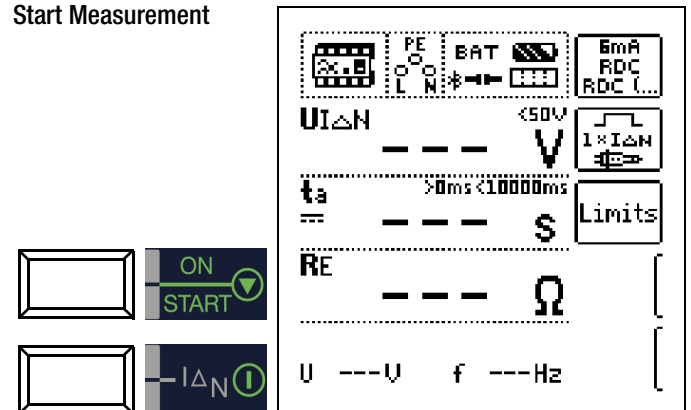 Start Measurement
PE
L N
BAT
6mA
RDC
RDC (...
UI△N
<50V
--- V
1×I△N
ta
>0ms<10000ms
--- s
Limits
RE
--- Ω
ON
START
I△N
U ---V f ---Hz